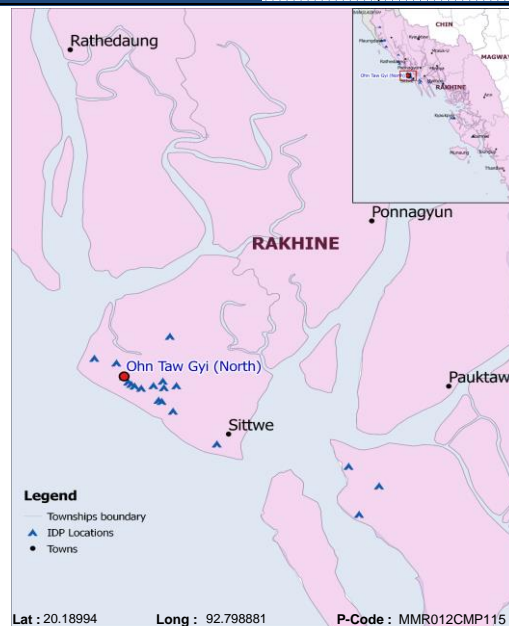 Rathedaung
CHIN
MAGWAY
RAKHINE
Ponnagyun
RAKHINE
Ohn Taw Gyi (North)
Pauktaw
Sittwe
Legend
Townships boundary
IDP Locations
Towns
Lat : 20.18994 Long : 92.798881 P-Code : MMR012CMP115